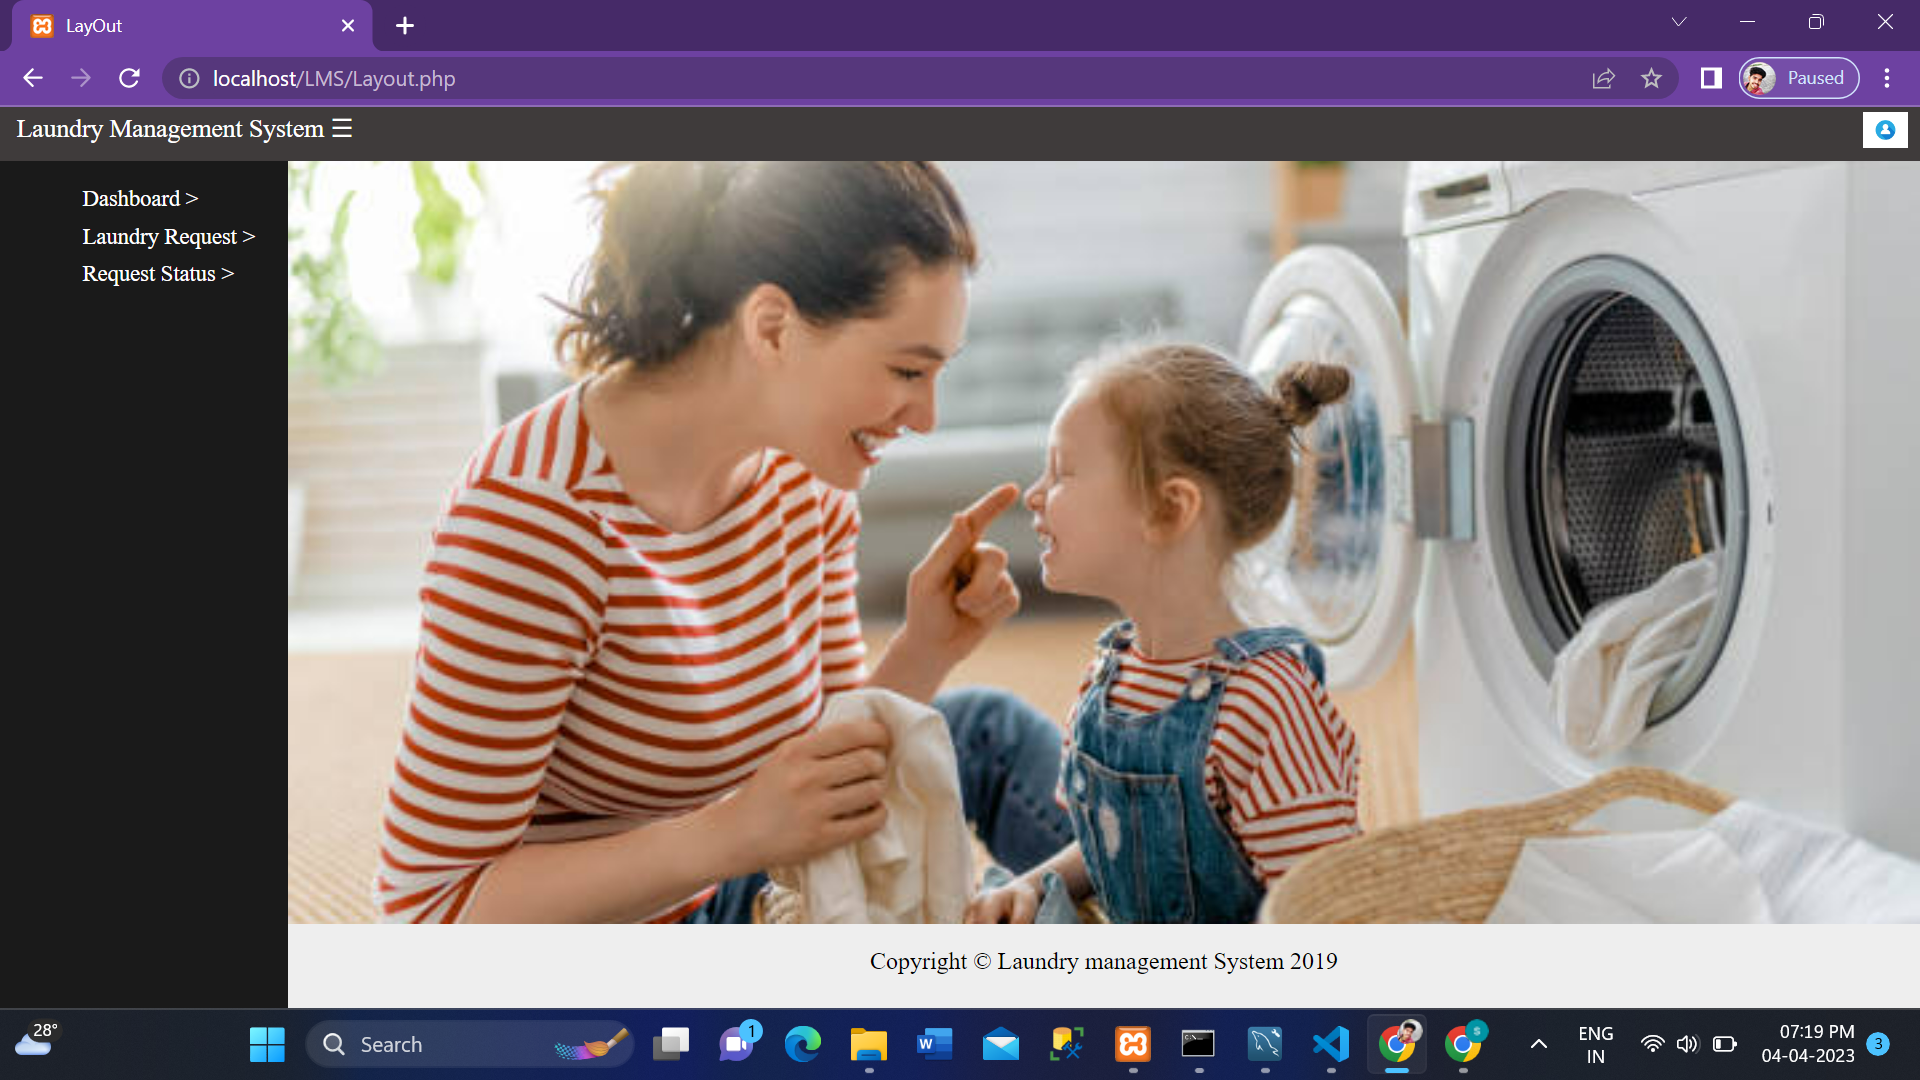 LayOut
localhost/LMS/Layout.php
Paused
Laundry Management System ☰
Dashboard >
Laundry Request >
Request Status >
Copyright © Laundry management System 2019
28°
Search
1
W
S
ENG
IN
07:19 PM
04-04-2023
3